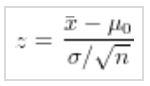 z = (x̄ − μ₀) / (σ/√n)